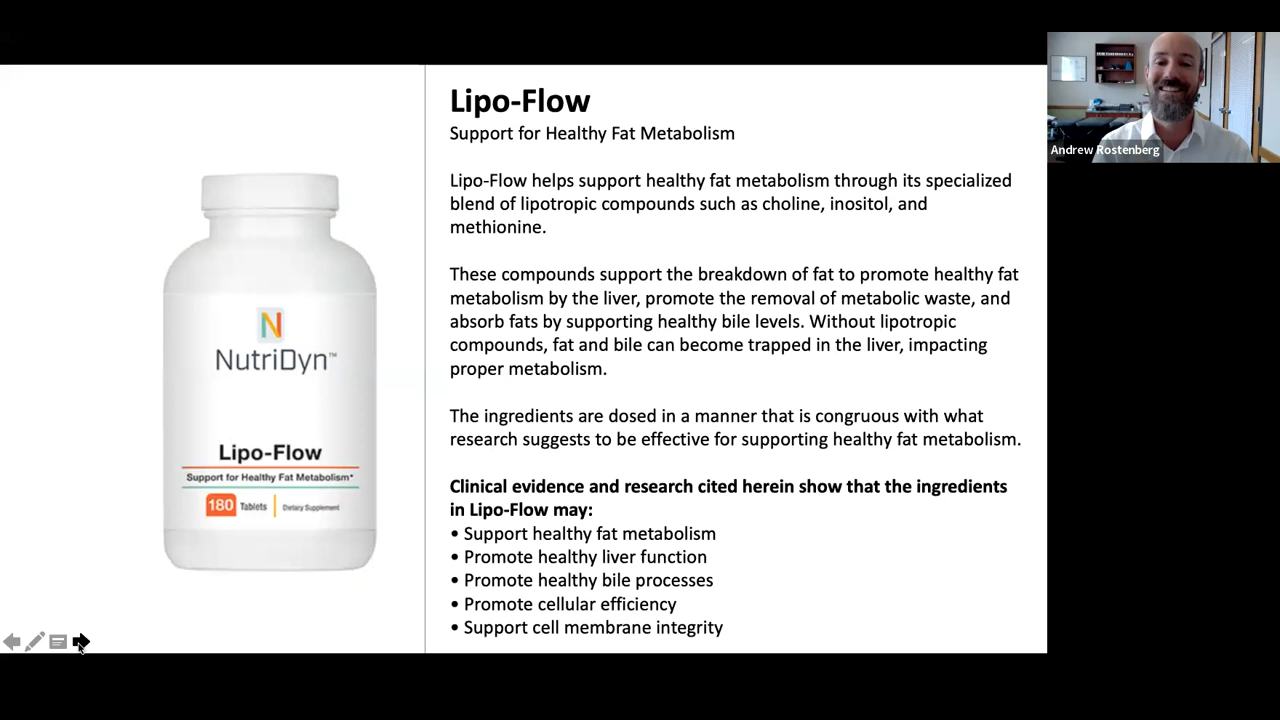 Lipo-Flow
Support for Healthy Fat Metabolism
Lipo-Flow helps support healthy fat metabolism through its specialized
blend of lipotropic compounds such as choline, inositol, and
methionine.
These compounds support the breakdown of fat to promote healthy fat
metabolism by the liver, promote the removal of metabolic waste, and
absorb fats by supporting healthy bile levels. Without lipotropic
compounds, fat and bile can become trapped in the liver, impacting
proper metabolism.
The ingredients are dosed in a manner that is congruous with what
research suggests to be effective for supporting healthy fat metabolism.
Clinical evidence and research cited herein show that the ingredients
in Lipo-Flow may:
• Support healthy fat metabolism
• Promote healthy liver function
• Promote healthy bile processes
• Promote cellular efficiency
• Support cell membrane integrity
N
NutriDyn™
Lipo-Flow
Support for Healthy Fat Metabolism*
180 Tablets Dietary Supplement
Andrew Rostenberg